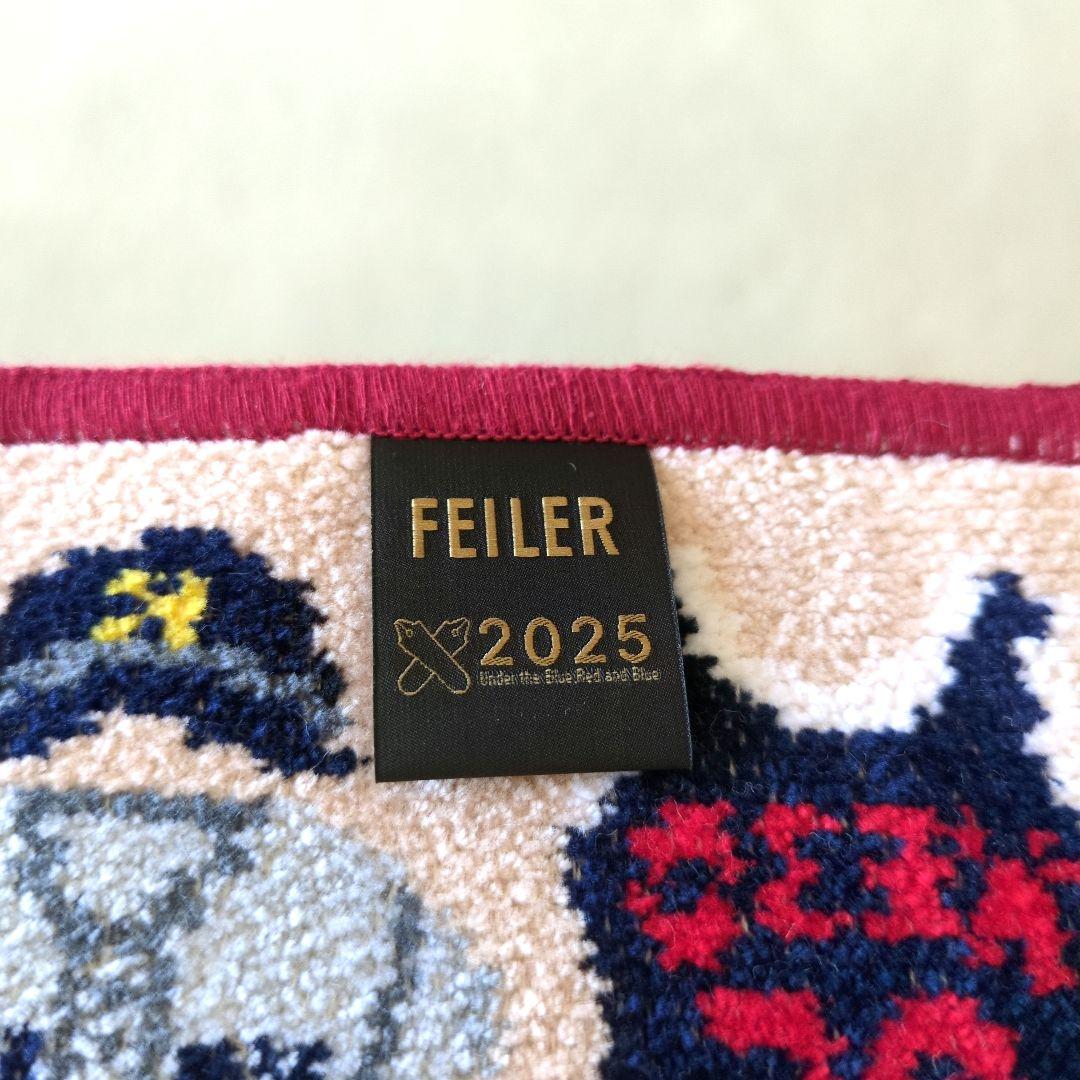 FEILER
2025
Under the Blue Red and Blue